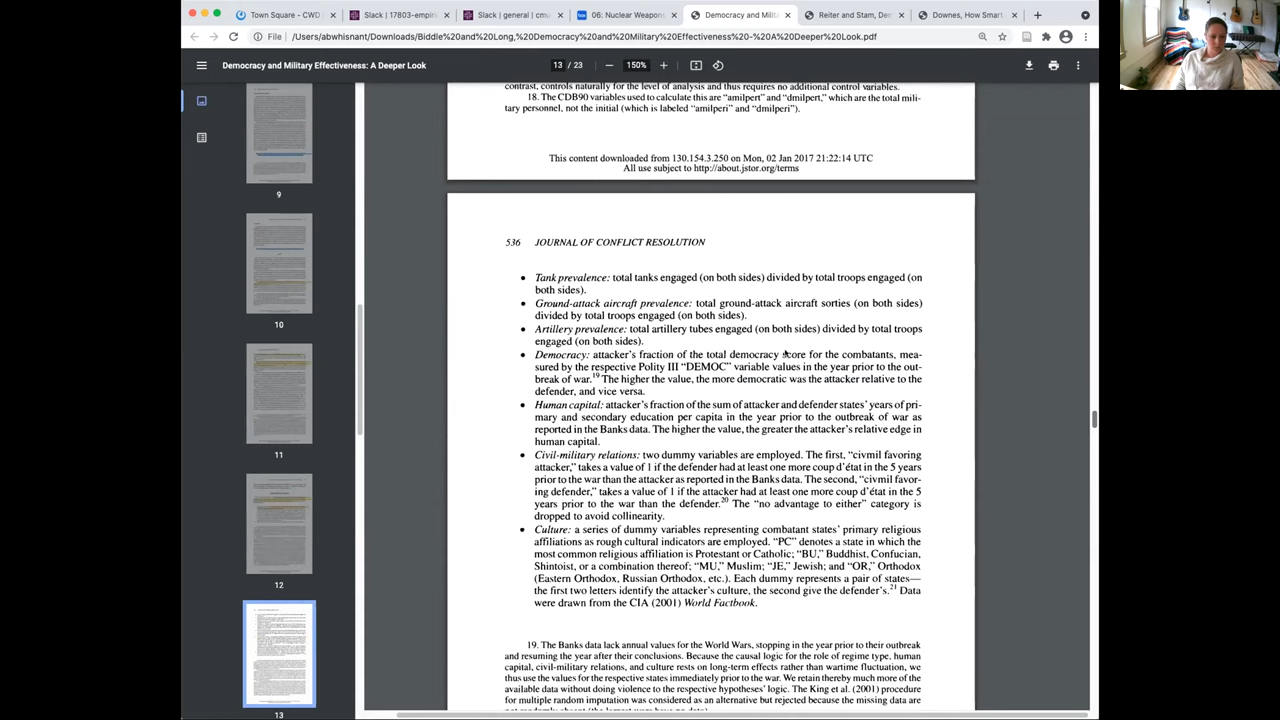 Town Square - CWD
Slack | 17803-empiri
Slack | general | cmu
06: Nuclear Weapons
Democracy and Milita
Reiter and Stam, Dem
Downes, How Smart
File | /Users/abwhisnant/Downloads/Biddle%20and%20Long,%20Democracy%20and%20Military%20Effectiveness%20-%20A%20Deeper%20Look.pdf
Democracy and Military Effectiveness: A Deeper Look
13 / 23
150%
9
10
11
12
13
contrast, controls naturally for the level of analysis and thus requires no additional control variables.
18. The CDB90 variables used to calculate this are “amilpert” and “dmilpert,” which are the total mili-
tary personnel, not the initial (which is labeled “amilperi” and “dmilperi”).
This content downloaded from 130.154.3.250 on Mon, 02 Jan 2017 21:22:14 UTC
All use subject to http://about.jstor.org/terms
536 JOURNAL OF CONFLICT RESOLUTION
• Tank prevalence: total tanks engaged (on both sides) divided by total troops engaged (on
both sides).
• Ground-attack aircraft prevalence: total ground-attack aircraft sorties (on both sides)
divided by total troops engaged (on both sides).
• Artillery prevalence: total artillery tubes engaged (on both sides) divided by total troops
engaged (on both sides).
• Democracy: attacker’s fraction of the total democracy score for the combatants, mea-
sured by the respective Polity III “DEMOC” variable values in the year prior to the out-
break of war.19 The higher the value, the more democratic was the attacker relative to the
defender, and vice versa.
• Human capital: attacker’s fraction of the sum of attacker and defender states’ years of pri-
mary and secondary education per capita in the year prior to the outbreak of war as
reported in the Banks data. The higher the value, the greater the attacker’s relative edge in
human capital.
• Civil-military relations: two dummy variables are employed. The first, “civmil favoring
attacker,” takes a value of 1 if the defender had at least one more coup d’état in the 5 years
prior to the war than the attacker as reported in the Banks data. The second, “civmil favor-
ing defender,” takes a value of 1 if the attacker had at least one more coup d’état in the 5
years prior to the war than the defender.20 The “no advantage to either” category is
dropped to avoid collinearity.
• Culture: a series of dummy variables representing combatant states’ primary religious
affiliations as rough cultural indicators are employed. “PC” denotes a state in which the
most common religious affiliation is Protestant or Catholic; “BU,” Buddhist, Confucian,
Shintoist, or a combination thereof; “MU,” Muslim; “JE,” Jewish; and “OR,” Orthodox
(Eastern Orthodox, Russian Orthodox, etc.). Each dummy represents a pair of states—
the first two letters identify the attacker’s culture, the second give the defender’s.21 Data
were drawn from the CIA (2001) World Factbook.
19. The Banks data lack annual values for the World Wars, stopping in the year prior to their outbreak
and resuming the year after their conclusions. Because the causal logic for the role of regime type, human
capital, civil-military relations, and culture rests on long-term effects rather than wartime fluctuation, we
thus use the values for the respective states immediately prior to the war. We retain thereby much more of the
available data without doing violence to the respective hypotheses’ logic. The King et al. (2001) procedure
for multiple random imputation was considered as an alternative but rejected because the missing data are